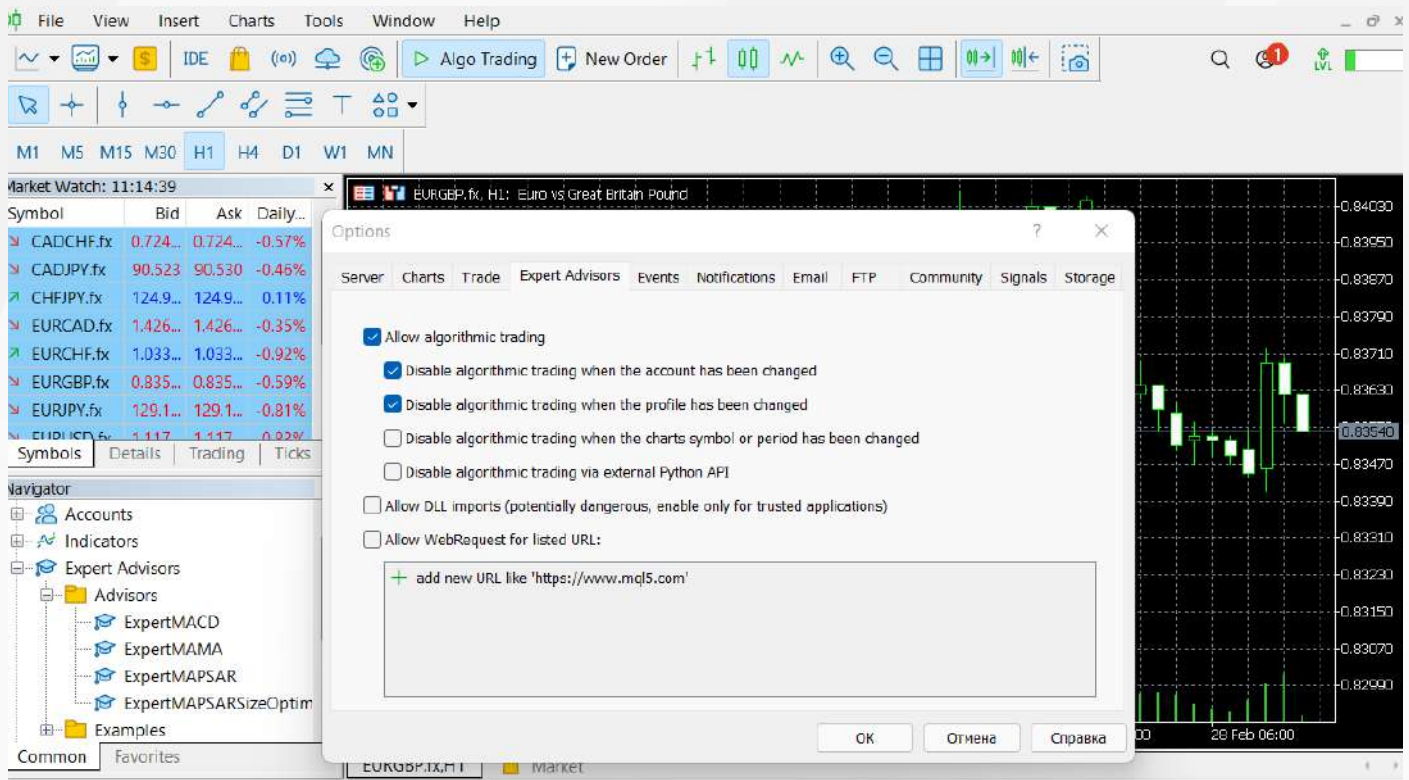 File View Insert Charts Tools Window Help
IDE Algo Trading New Order 1 LVL
M1 M5 M15 M30 H1 H4 D1 W1 MN
Market Watch: 11:14:39
Symbol Bid Ask Daily...
CADCHF.fx 0.724... 0.724... -0.57%
CADJPY.fx 90.523 90.530 -0.46%
CHFJPY.fx 124.9... 124.9... 0.11%
EURCAD.fx 1.426... 1.426... -0.35%
EURCHF.fx 1.033... 1.033... -0.92%
EURGBP.fx 0.835... 0.835... -0.59%
EURJPY.fx 129.1... 129.1... -0.81%
Symbols Details Trading Ticks
Navigator
Accounts
Indicators
Expert Advisors
Advisors
ExpertMACD
ExpertMAMA
ExpertMAPSAR
ExpertMAPSARSizeOptim
Examples
Common Favorites
EURGBP.fx, H1: Euro vs Great Britain Pound
Options ?
Server Charts Trade Expert Advisors Events Notifications Email FTP Community Signals Storage
Allow algorithmic trading
Disable algorithmic trading when the account has been changed
Disable algorithmic trading when the profile has been changed
Disable algorithmic trading when the charts symbol or period has been changed
Disable algorithmic trading via external Python API
Allow DLL imports (potentially dangerous, enable only for trusted applications)
Allow WebRequest for listed URL:
add new URL like 'https://www.mql5.com'
ОК Отмена Справка
0.84030
0.83950
0.83870
0.83790
0.83710
0.83630
0.83540
0.83470
0.83390
0.83310
0.83230
0.83150
0.83070
0.82990
28 Feb 06:00
EURGBP.fx,H1 Market